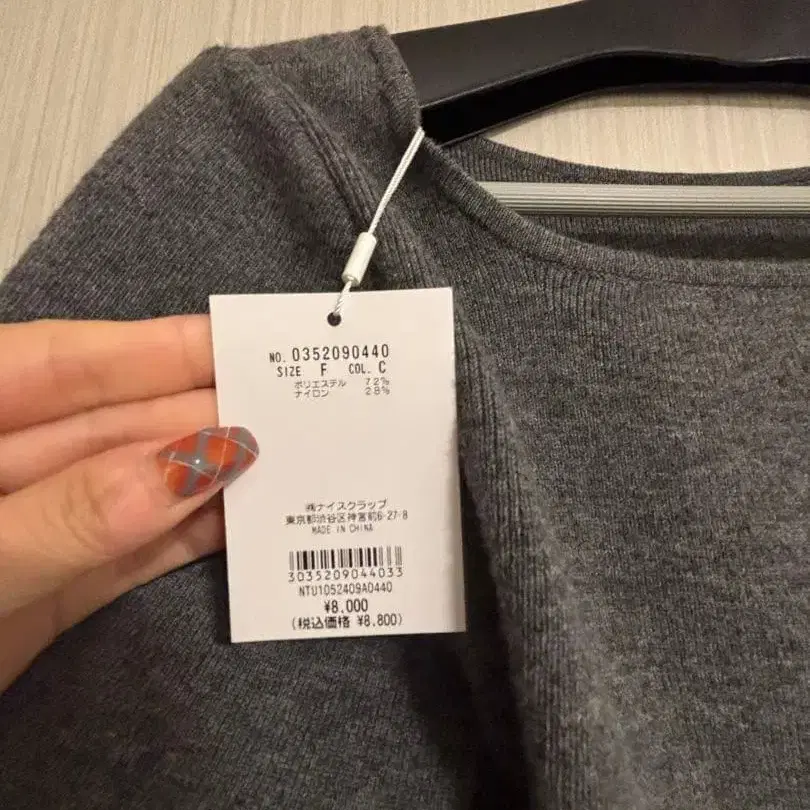 NO. 0352090440
SIZE F COL. C
ポリエステル 72%
ナイロン 28%
㈱ナイスクラップ
東京都渋谷区神宮前6-27-8
MADE IN CHINA
3035209044033
NTU1052409A0440
¥8,000
(税込価格 ¥8,800)